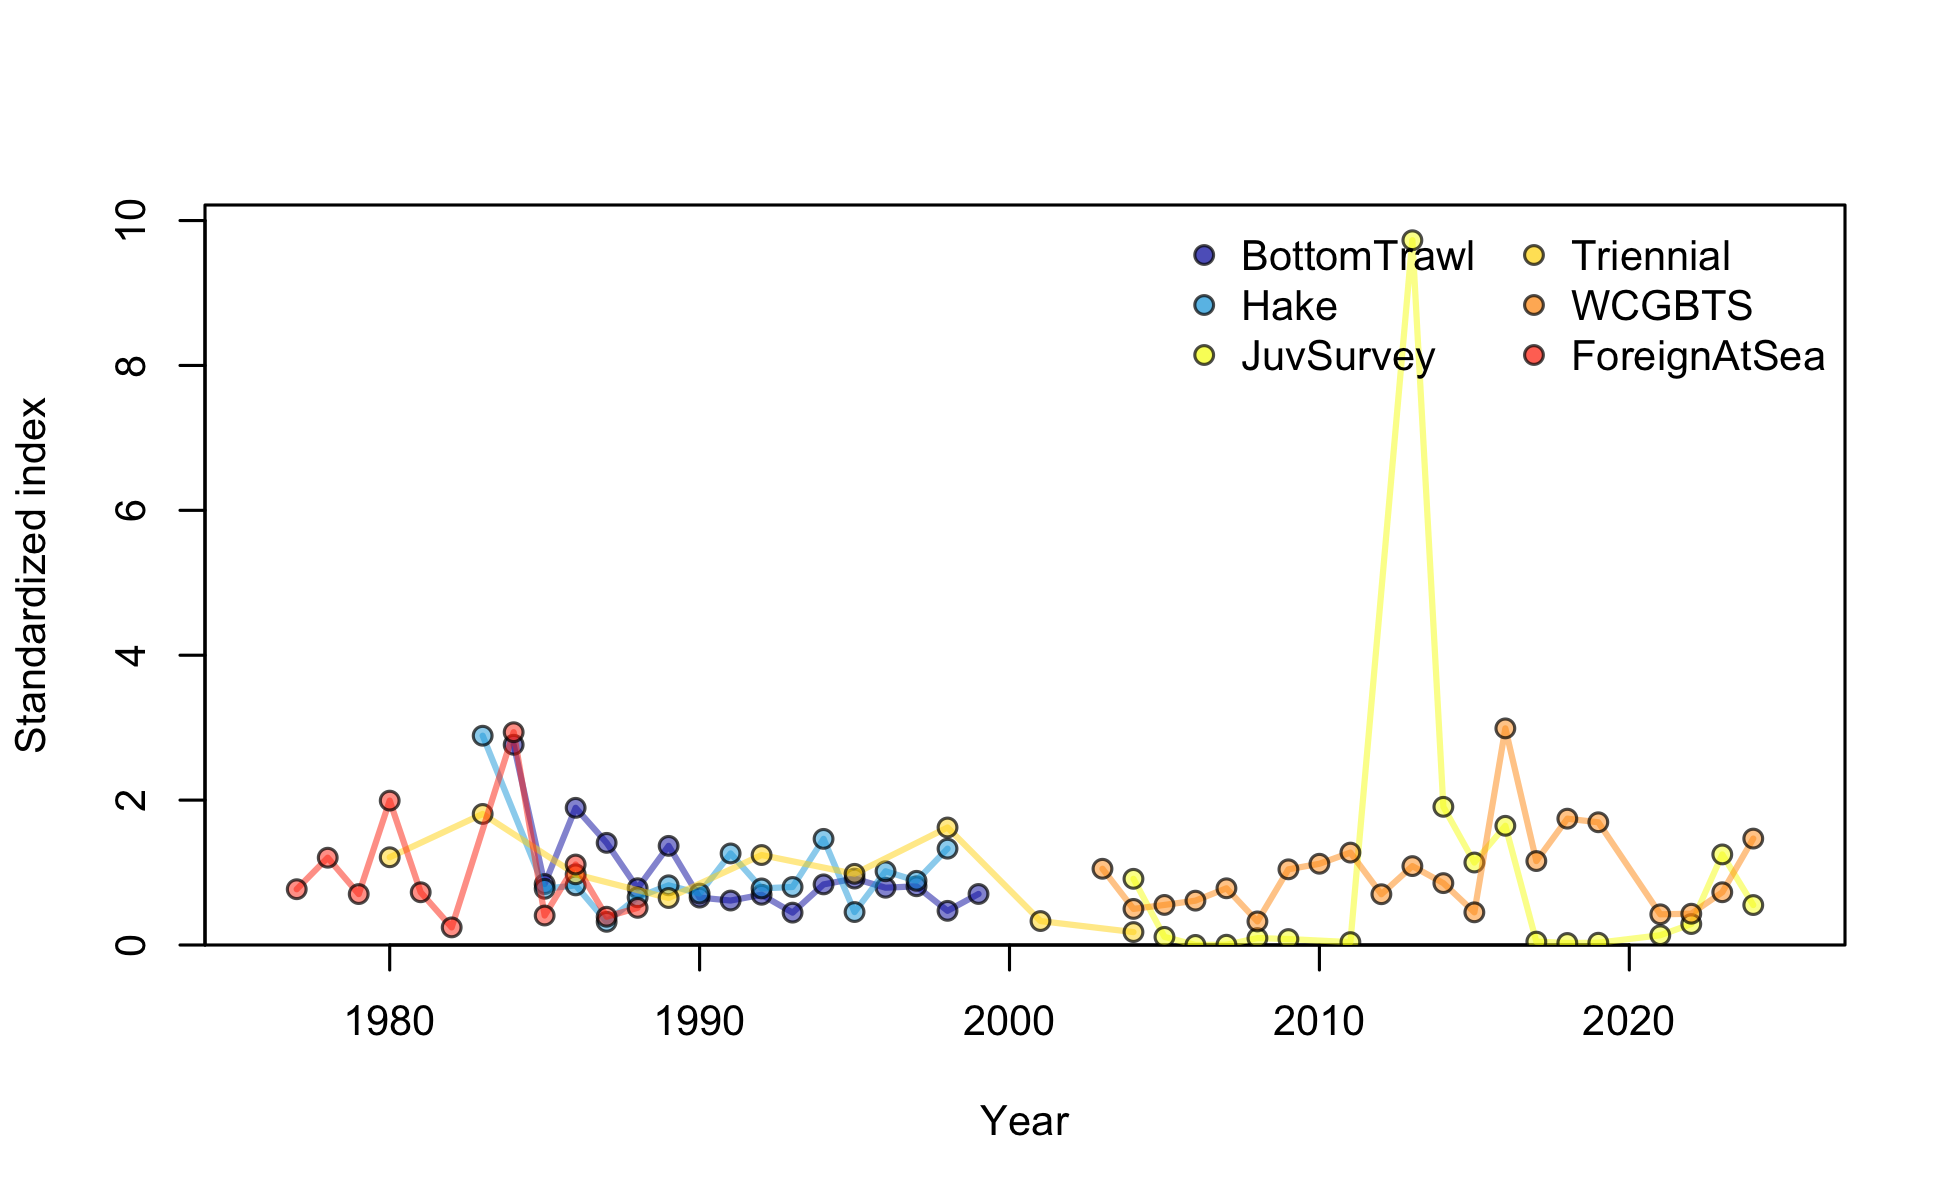 10
8
6
4
2
0
Standardized index
BottomTrawl
Hake
JuvSurvey
Triennial
WCGBTS
ForeignAtSea
1980 1990 2000 2010 2020
Year